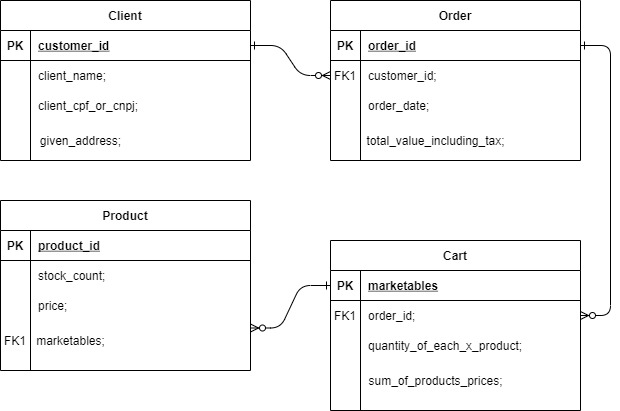 Client
PK customer_id
client_name;
client_cpf_or_cnpj;
given_address;
Order
PK order_id
FK1 customer_id;
order_date;
total_value_including_tax;
Product
PK product_id
stock_count;
price;
FK1 marketables;
Cart
PK marketables
FK1 order_id;
quantity_of_each_x_product;
sum_of_products_prices;